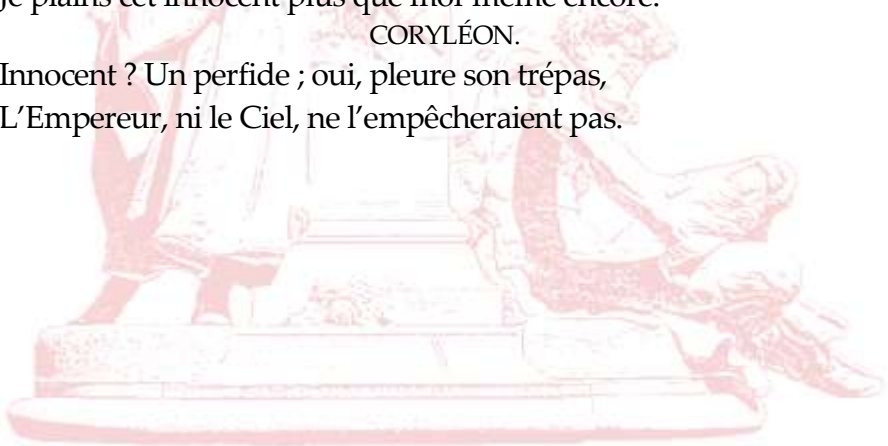 Je plains cet innocent plus que moi-même encore.
CORYLÉON.
Innocent ? Un perfide ; oui, pleure son trépas,
L’Empereur, ni le Ciel, ne l’empêcheraient pas.